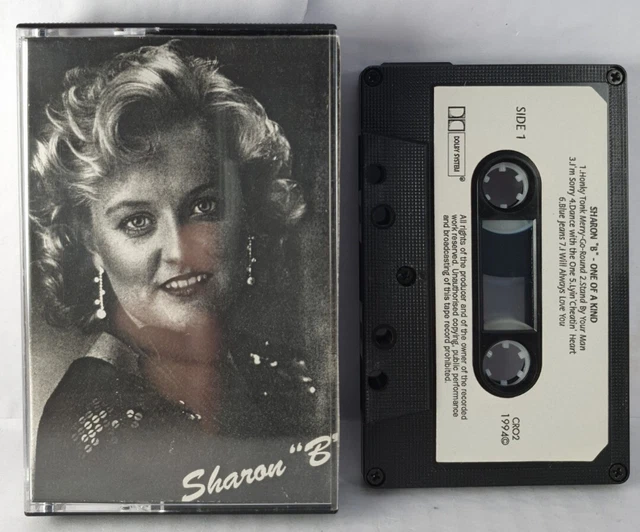 Sharon "B"
SHARON "B" - ONE OF A KIND
1.Honky Tonk Merry-Go-Round 2.Stand By Your Man
3.I'm Sorry 4.Dance with the One 5.Lyin'Cheatin' Heart
6.Blue Jeans 7.I Will Always Love You
SIDE 1
DOLBY SYSTEM
®
CRO2
1994©
All rights of the producer and of the owner of the recorded
work reserved. Unauthorised copying, public performance
and broadcasting of this tape record prohibited.